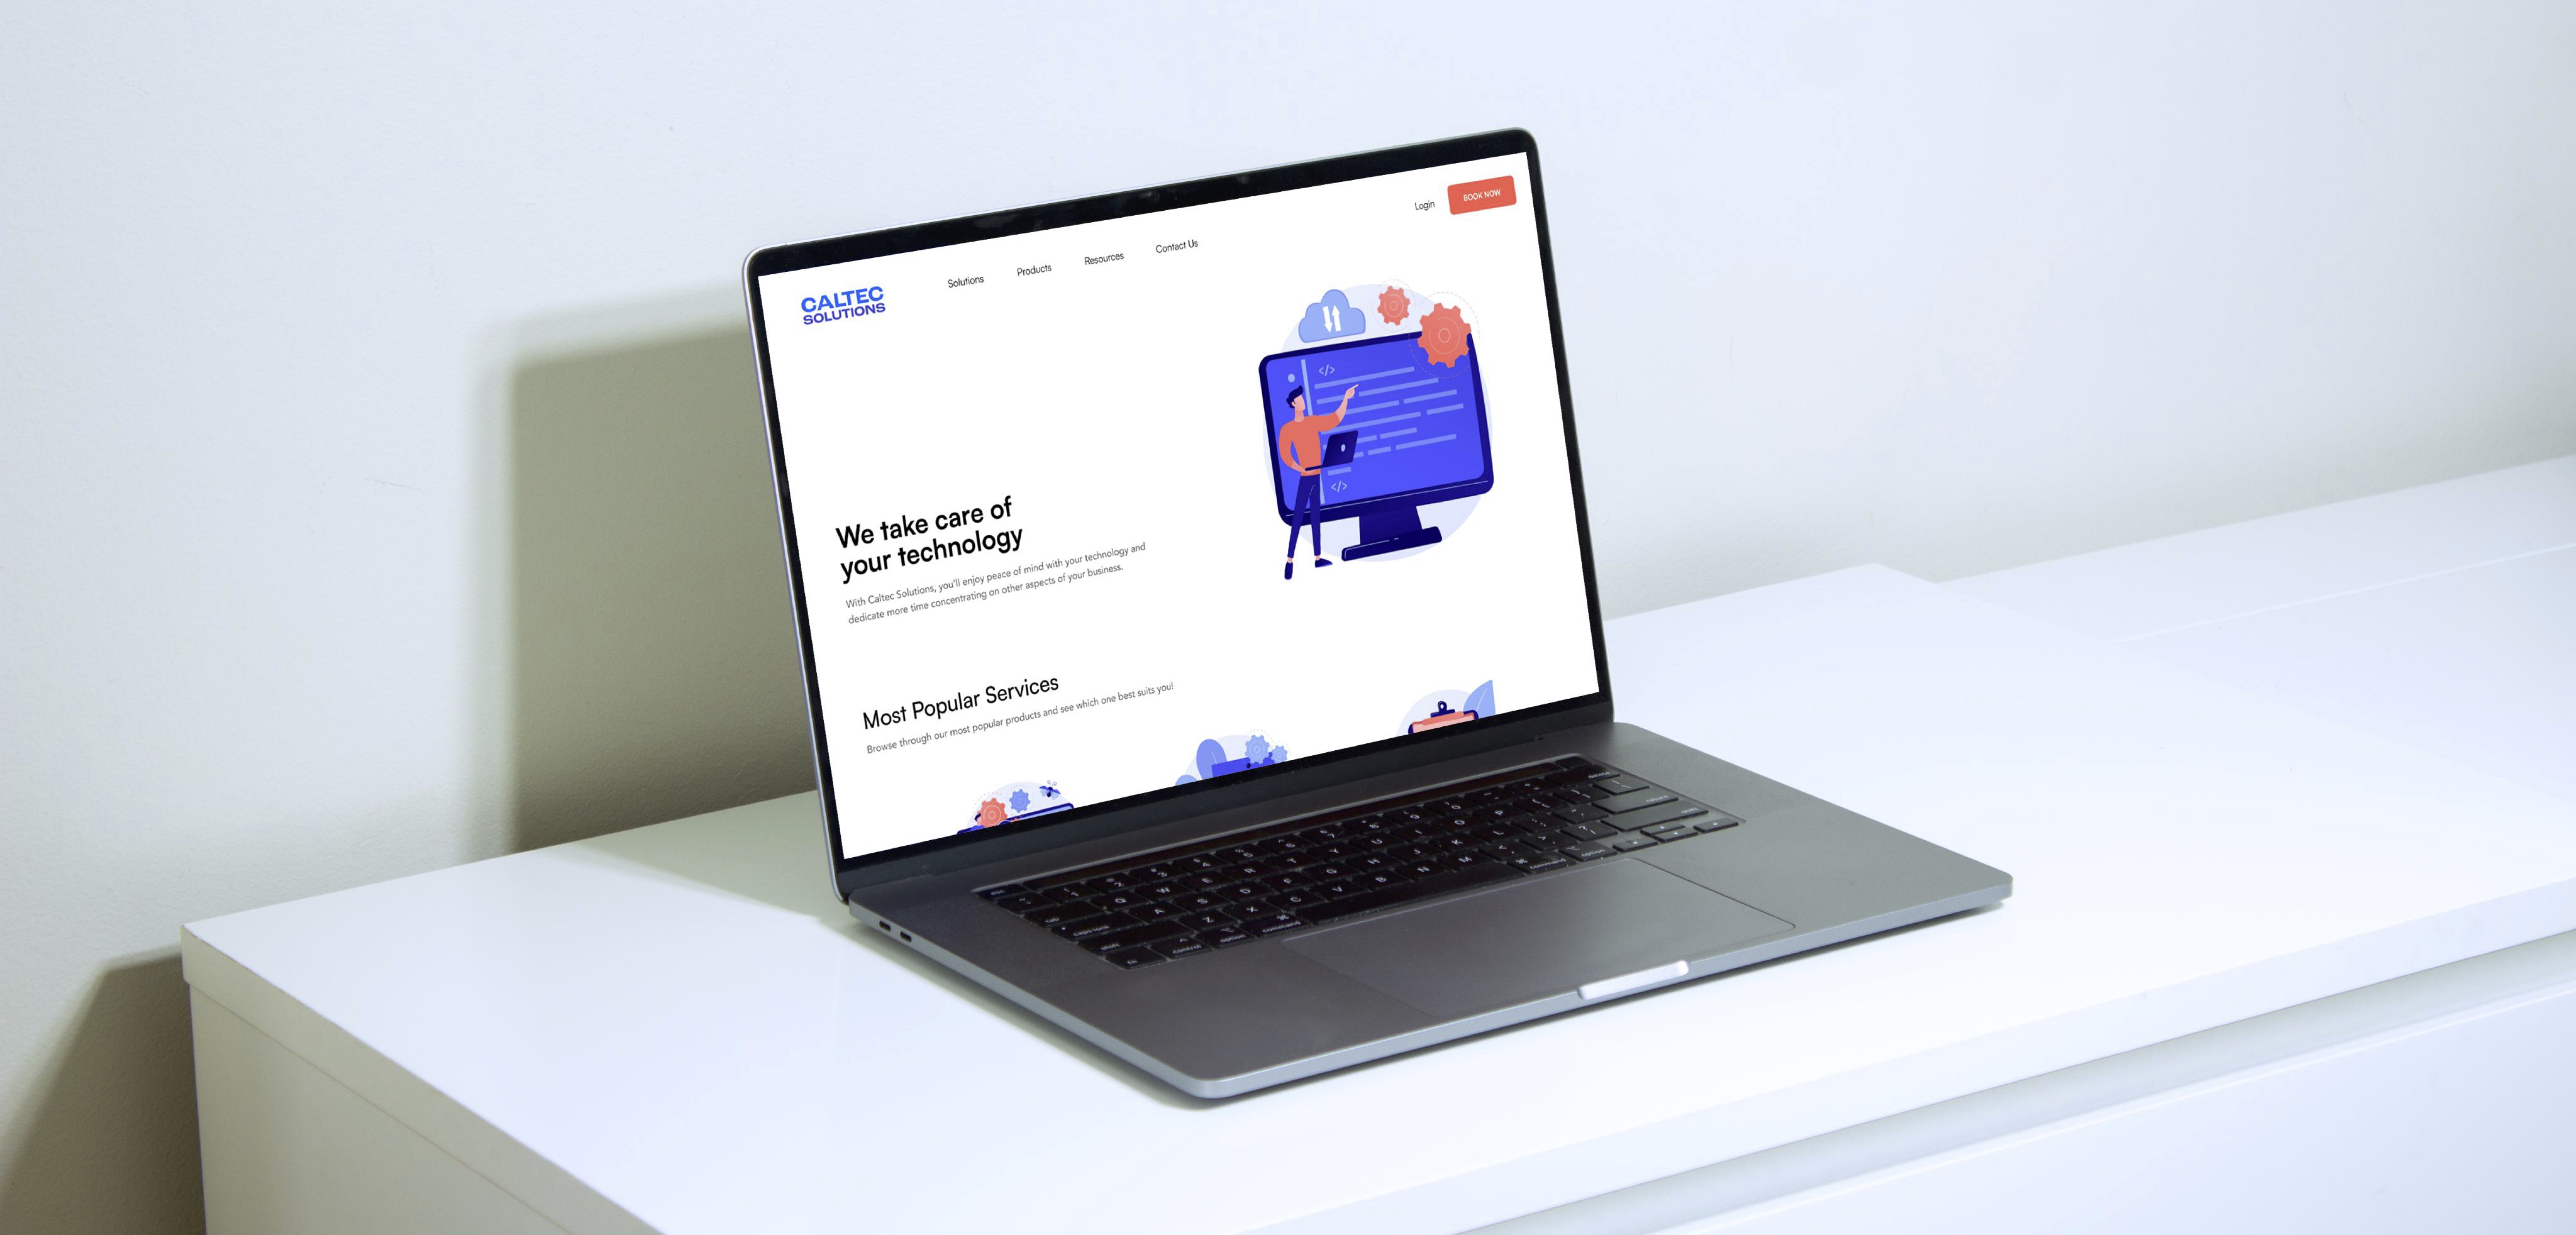 Login
BOOK NOW
Solutions
Products
Resources
Contact Us
CALTEC
SOLUTIONS
</>
</>
We take care of
your technology
With Caltec Solutions, you'll enjoy peace of mind with your technology and
dedicate more time concentrating on other aspects of your business.
Most Popular Services
Browse through our most popular products and see which one best suits you!